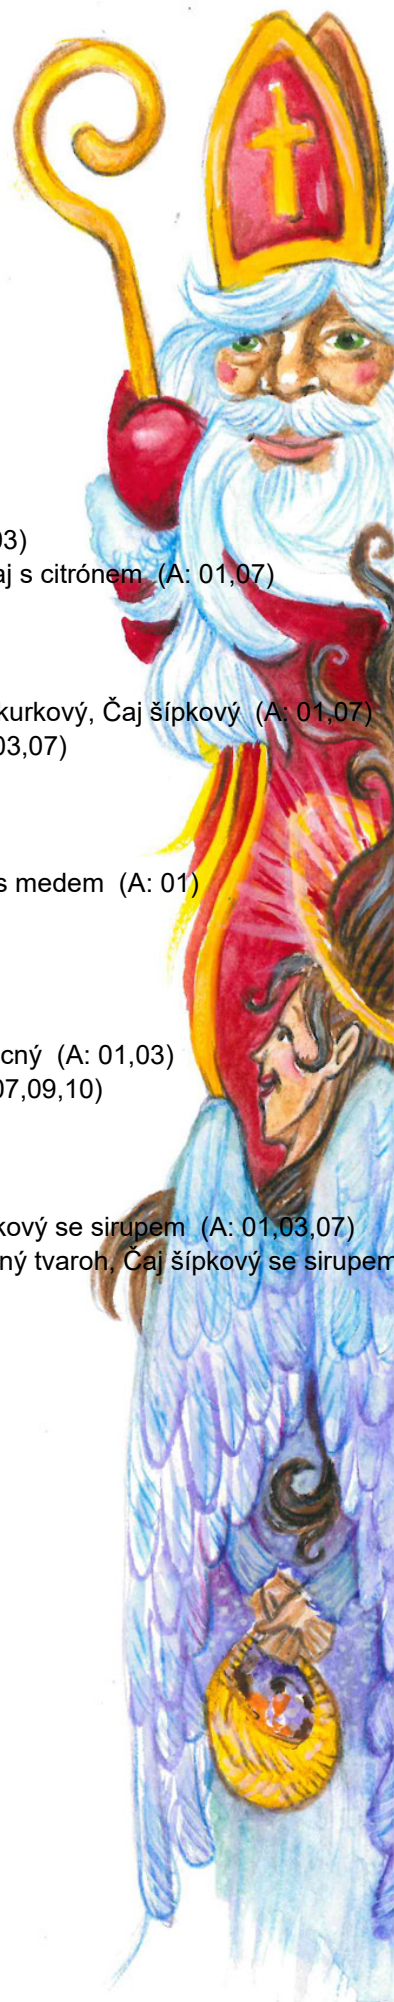 03)
aj s citrónem (A: 01,07)
kurkový, Čaj šípkový (A: 01,07)
03,07)
s medem (A: 01)
cný (A: 01,03)
07,09,10)
kový se sirupem (A: 01,03,07)
ný tvaroh, Čaj šípkový se sirupem